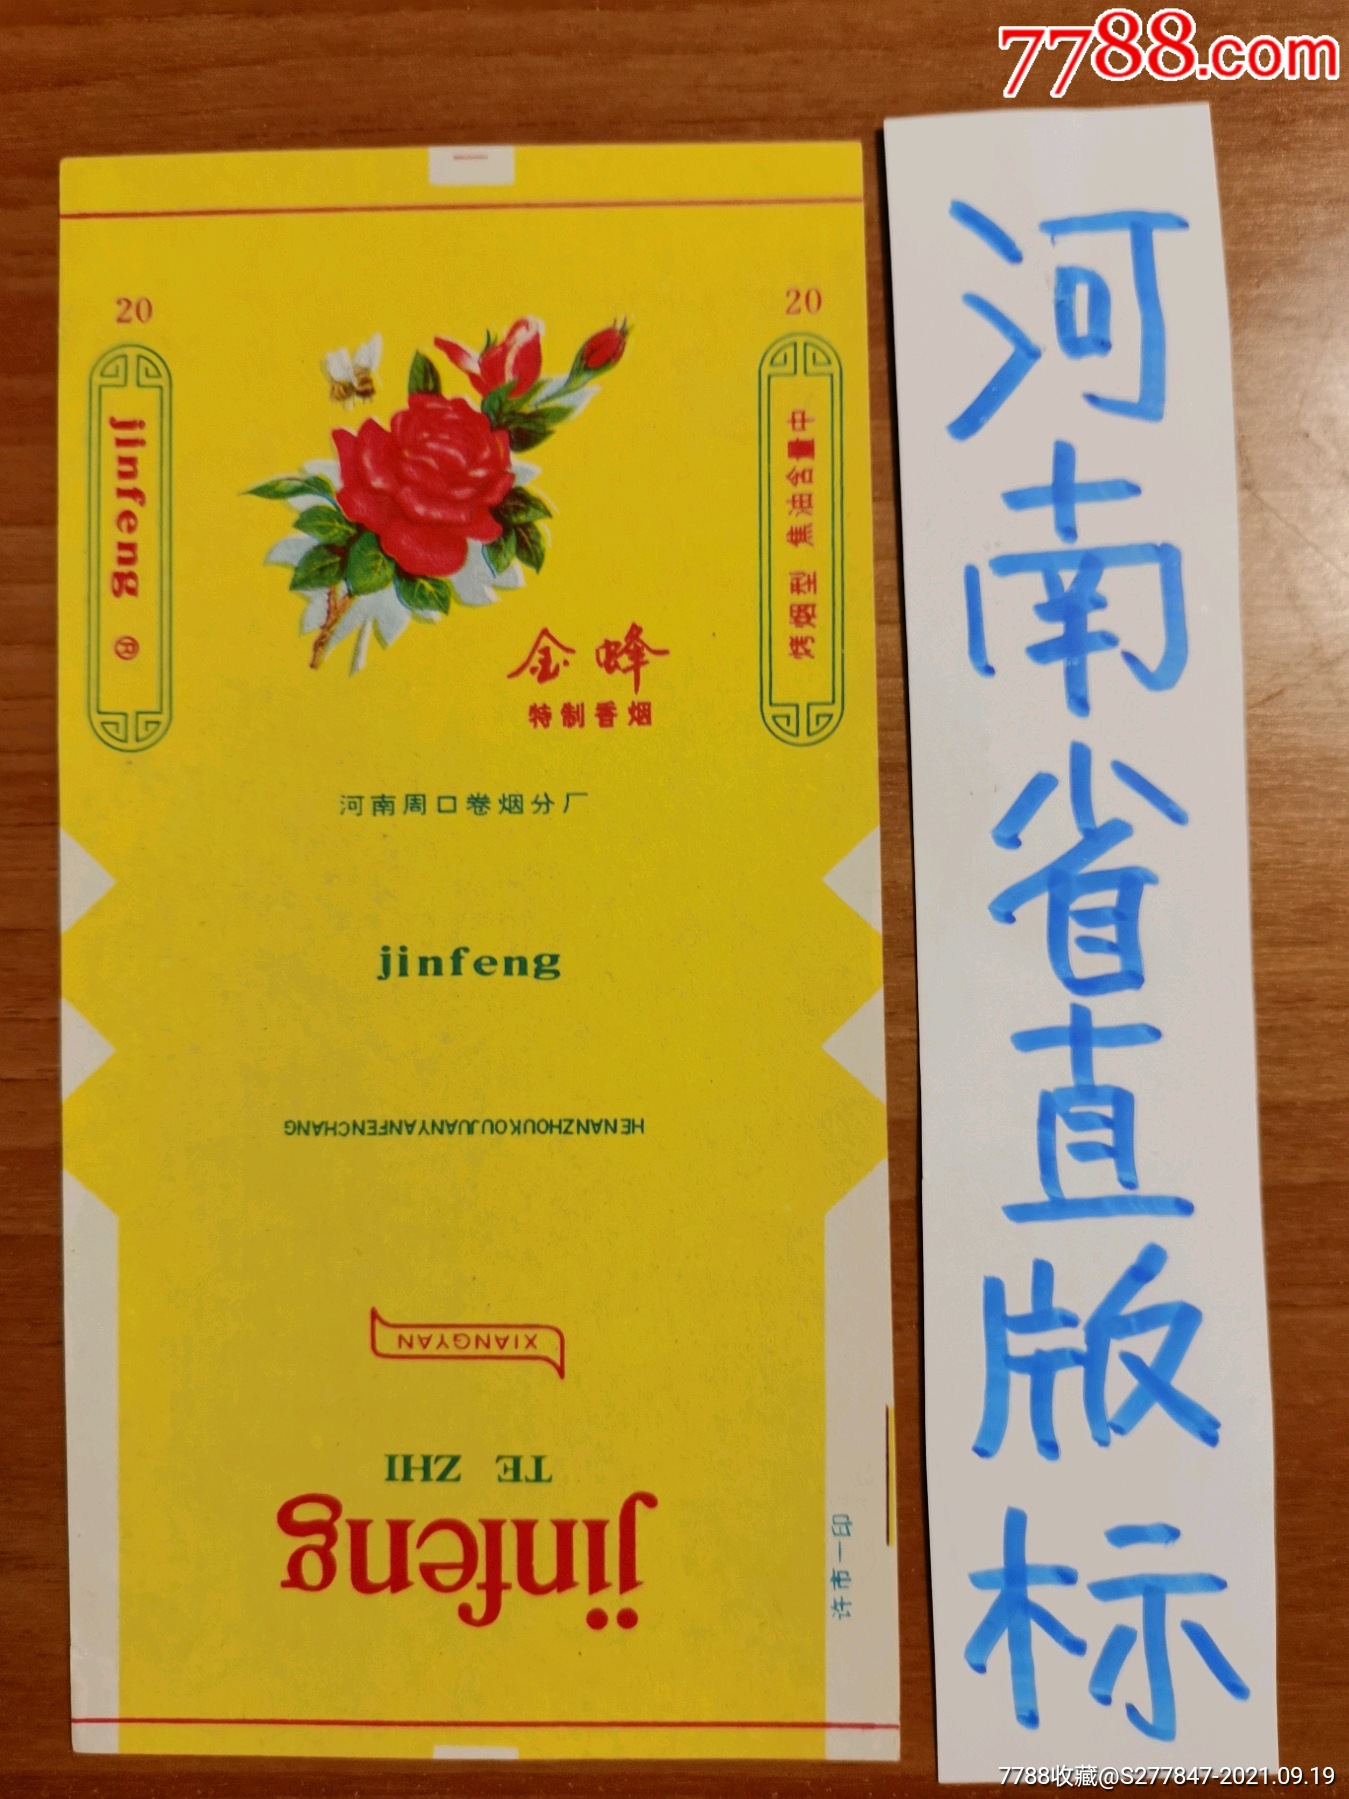 7788.com
20
20
jinfeng ®
烤烟型 焦油含量中
金蜂
特制香烟
河南周口卷烟分厂
jinfeng
HENANZHOUKOUJUANYANFENCHANG
XIANGYAN
TE ZHI
jinfeng
许市一印
河南省直版标
7788收藏@S277847-2021.09.19